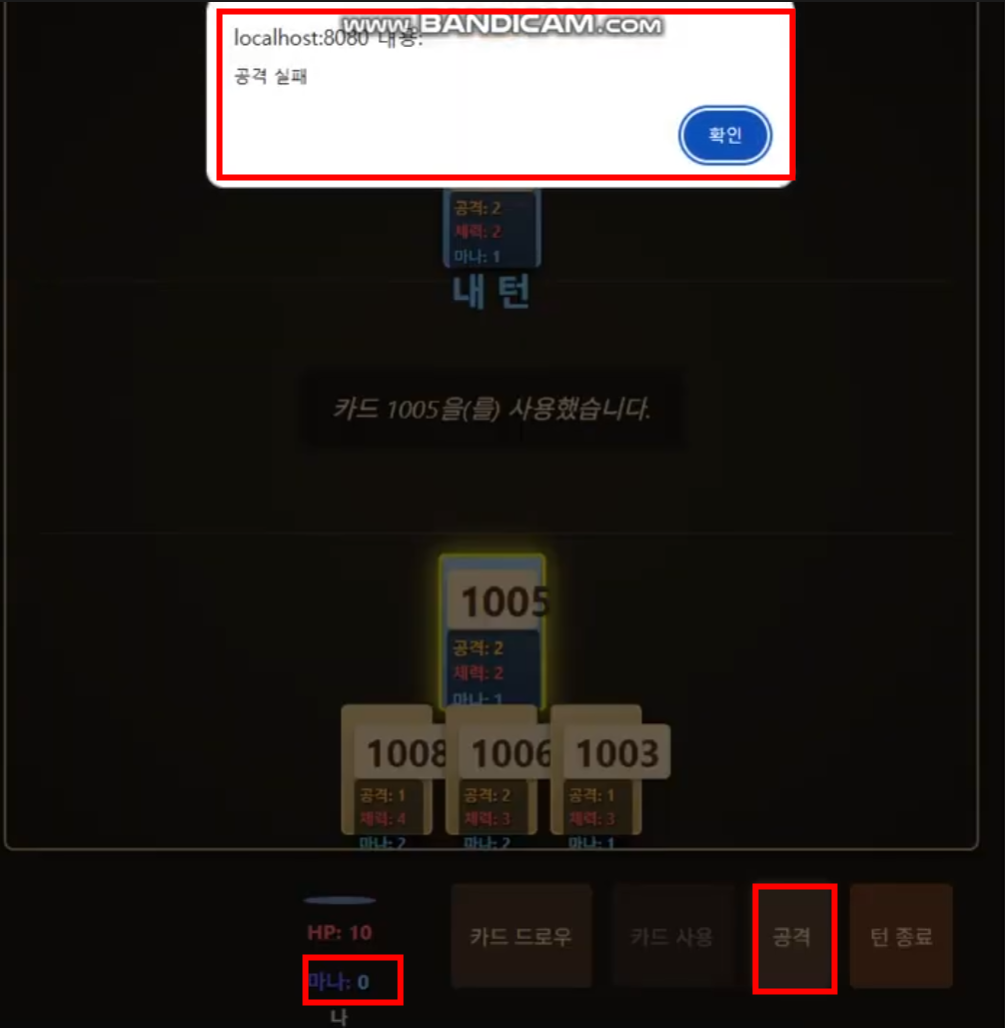 www.BANDICAM.com
localhost:8080 내용:
공격 실패
확인
공격: 2
체력: 2
마나: 1
내 턴
카드 1005을(를) 사용했습니다.
1005
공격: 2
체력: 2
마나: 1
1008 1006 1003
공격: 1 공격: 2 공격: 1
체력: 4 체력: 3 체력: 3
마나: 2 마나: 2 마나: 1
HP: 10
마나: 0
나
카드 드로우 카드 사용 공격 턴 종료